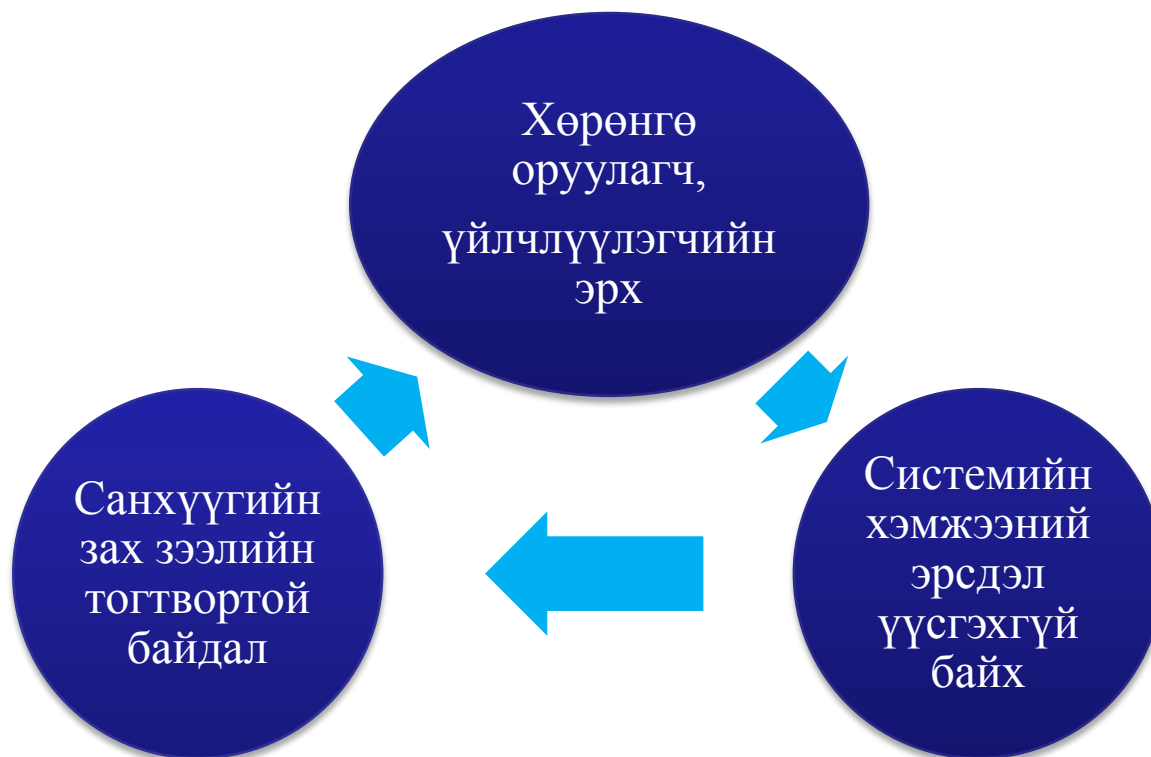 Хөрөнгө
оруулагч,
үйлчлүүлэгчийн
эрх
Санхүүгийн
зах зээлийн
тогтвортой
байдал
Системийн
хэмжээний
эрсдэл
үүсгэхгүй
байх